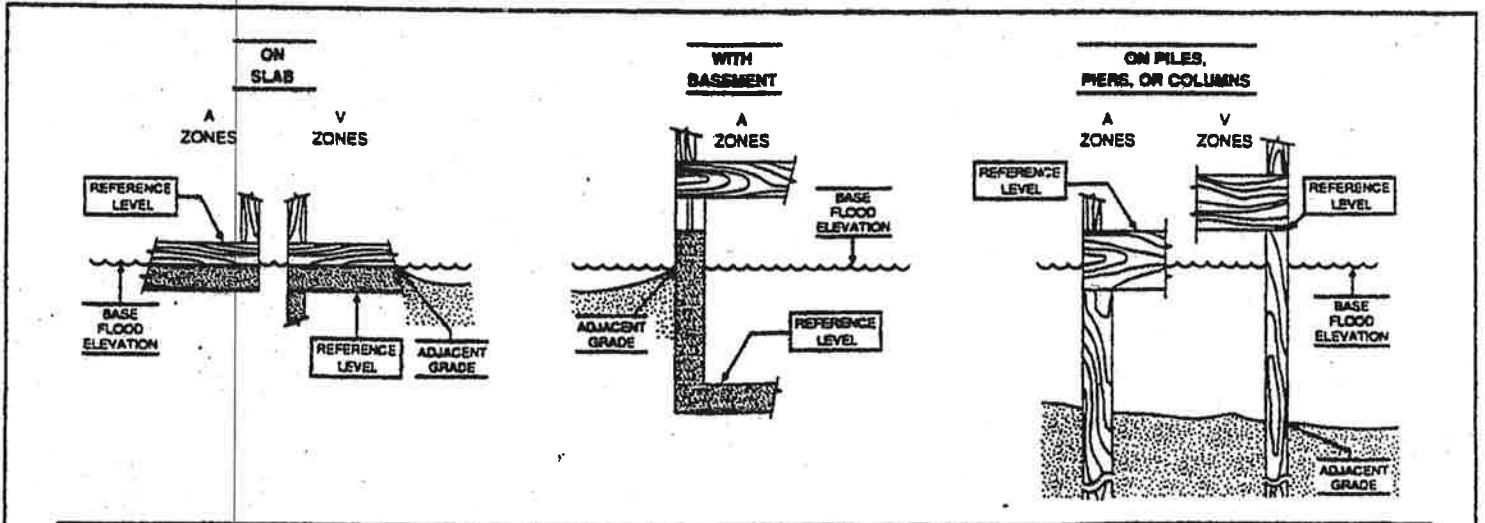 ON
SLAB
A
ZONES
V
ZONES
REFERENCE
LEVEL
BASE
FLOOD
ELEVATION
REFERENCE
LEVEL
ADJACENT
GRADE
WITH
BASEMENT
A
ZONES
BASE
FLOOD
ELEVATION
ADJACENT
GRADE
REFERENCE
LEVEL
ON PILES,
PIERS, OR COLUMNS
A
ZONES
V
ZONES
REFERENCE
LEVEL
REFERENCE
LEVEL
BASE
FLOOD
ELEVATION
ADJACENT
GRADE